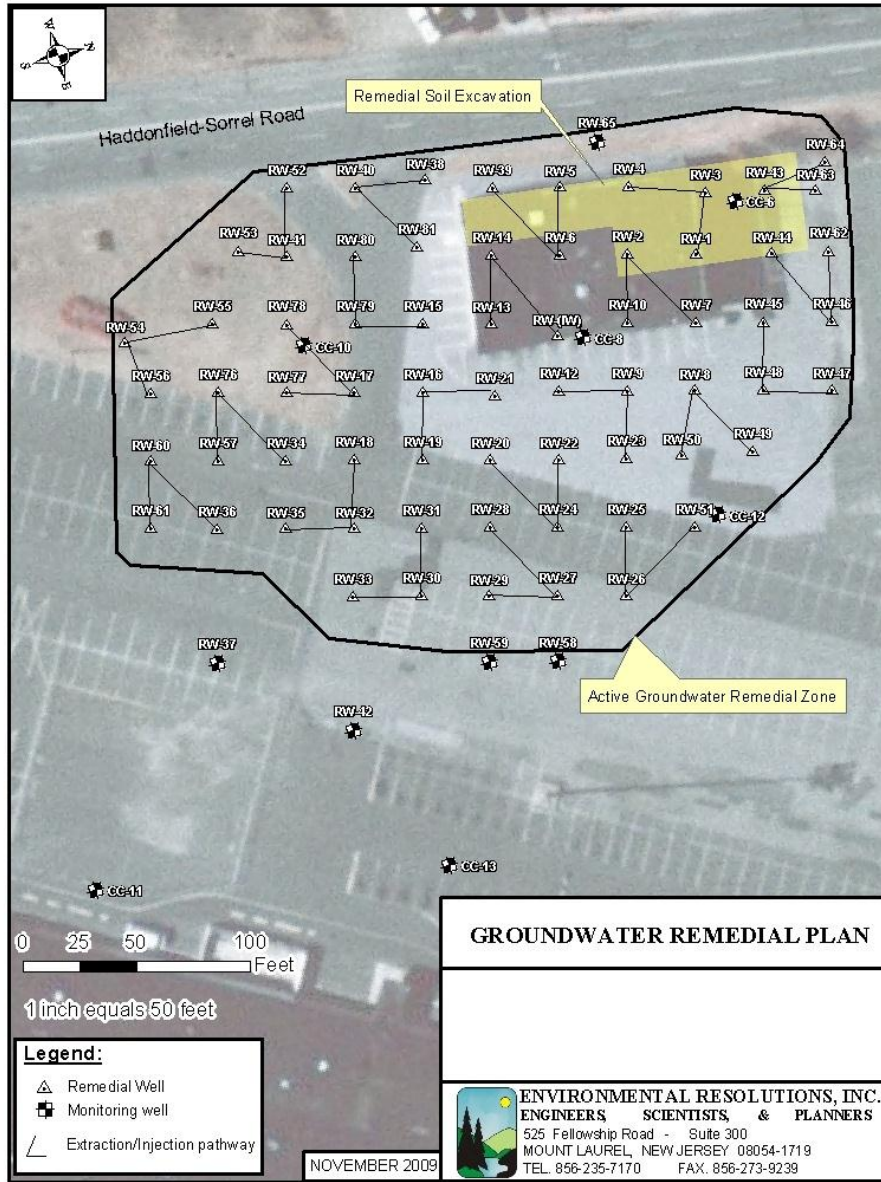 W
N
S
E
Haddonfield-Sorrel Road
Remedial Soil Excavation
RW-65
RW-64
RW-52
RW-40
RW-38
RW-39
RW-5
RW-4
RW-3
RW-43
RW-63
CC-6
RW-53
RW-41
RW-80
RW-81
RW-14
RW-6
RW-2
RW-1
RW-44
RW-62
RW-54
RW-55
RW-78
RW-79
RW-15
RW-13
RW-(IW)
RW-10
RW-7
RW-45
RW-46
CC-10
CC-8
RW-56
RW-76
RW-77
RW-17
RW-16
RW-21
RW-12
RW-9
RW-8
RW-48
RW-47
RW-60
RW-57
RW-34
RW-18
RW-19
RW-20
RW-22
RW-23
RW-50
RW-49
RW-61
RW-36
RW-35
RW-32
RW-31
RW-28
RW-24
RW-25
RW-51
CC-12
RW-33
RW-30
RW-29
RW-27
RW-26
RW-37
RW-59
RW-58
Active Groundwater Remedial Zone
RW-42
CC-13
CC-11
0 25 50 100
Feet
1 inch equals 50 feet
Legend:
Remedial Well
Monitoring well
Extraction/Injection pathway
NOVEMBER 2009
GROUNDWATER REMEDIAL PLAN
ENVIRONMENTAL RESOLUTIONS, INC.
ENGINEERS, SCIENTISTS, & PLANNERS
525 Fellowship Road - Suite 300
MOUNT LAUREL, NEW JERSEY 08054-1719
TEL. 856-235-7170 FAX. 856-273-9239